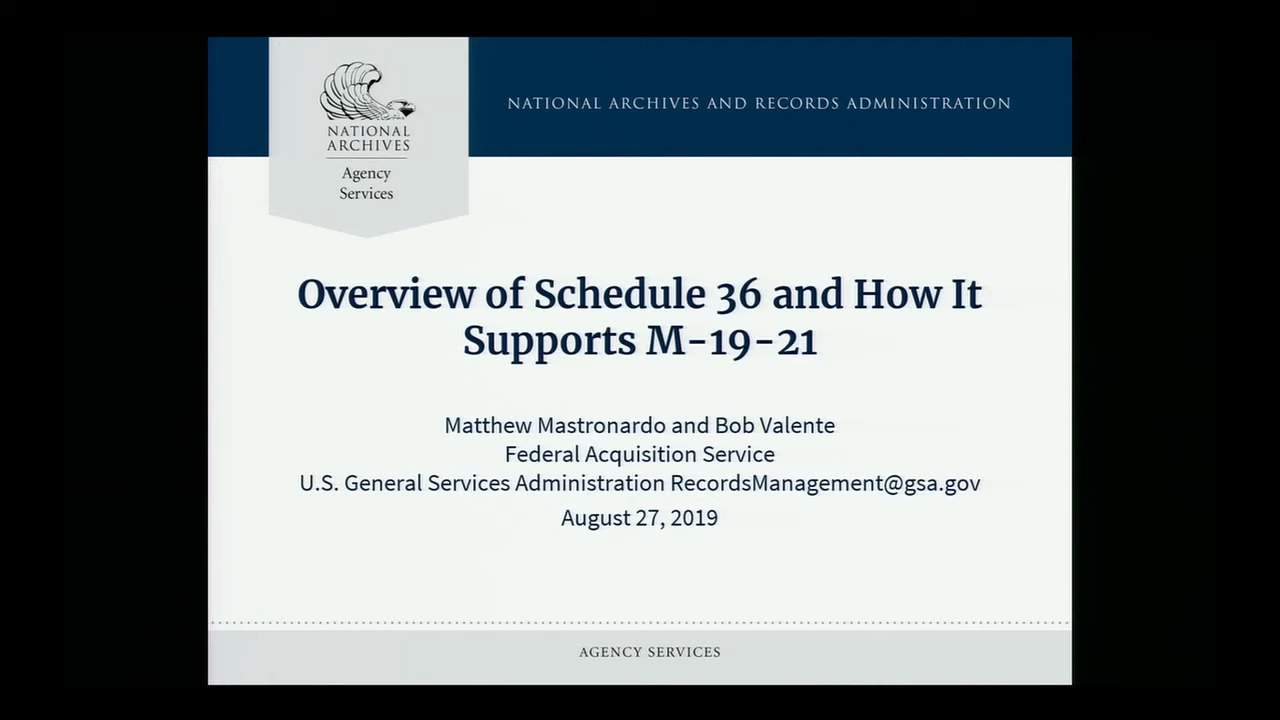 NATIONAL ARCHIVES AND RECORDS ADMINISTRATION
NATIONAL
ARCHIVES
Agency
Services
Overview of Schedule 36 and How It
Supports M-19-21
Matthew Mastronardo and Bob Valente
Federal Acquisition Service
U.S. General Services Administration RecordsManagement@gsa.gov
August 27, 2019
AGENCY SERVICES